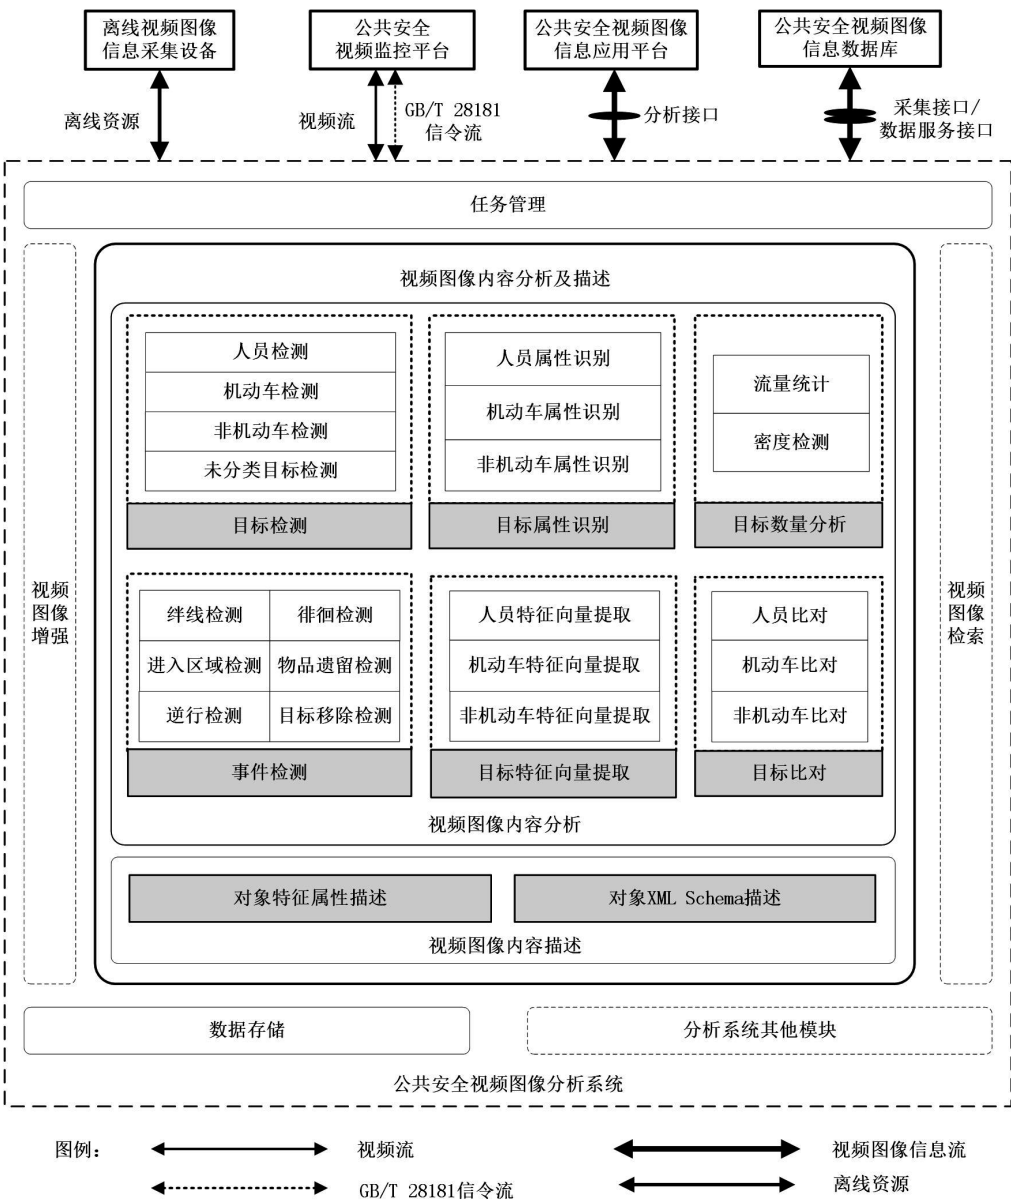 离线视频图像
信息采集设备
公共安全
视频监控平台
公共安全视频图像
信息应用平台
公共安全视频图像
信息数据库
离线资源
视频流
GB/T 28181
信令流
分析接口
采集接口/
数据服务接口
任务管理
视频
图像
增强
视频图像内容分析及描述
人员检测
机动车检测
非机动车检测
未分类目标检测
目标检测
人员属性识别
机动车属性识别
非机动车属性识别
目标属性识别
流量统计
密度检测
目标数量分析
绊线检测
徘徊检测
进入区域检测
物品遗留检测
逆行检测
目标移除检测
事件检测
人员特征向量提取
机动车特征向量提取
非机动车特征向量提取
目标特征向量提取
人员比对
机动车比对
非机动车比对
目标比对
视频图像内容分析
对象特征属性描述
对象XML Schema描述
视频图像内容描述
视频
图像
检索
数据存储
分析系统其他模块
公共安全视频图像分析系统
图例：
视频流
视频图像信息流
GB/T 28181信令流
离线资源